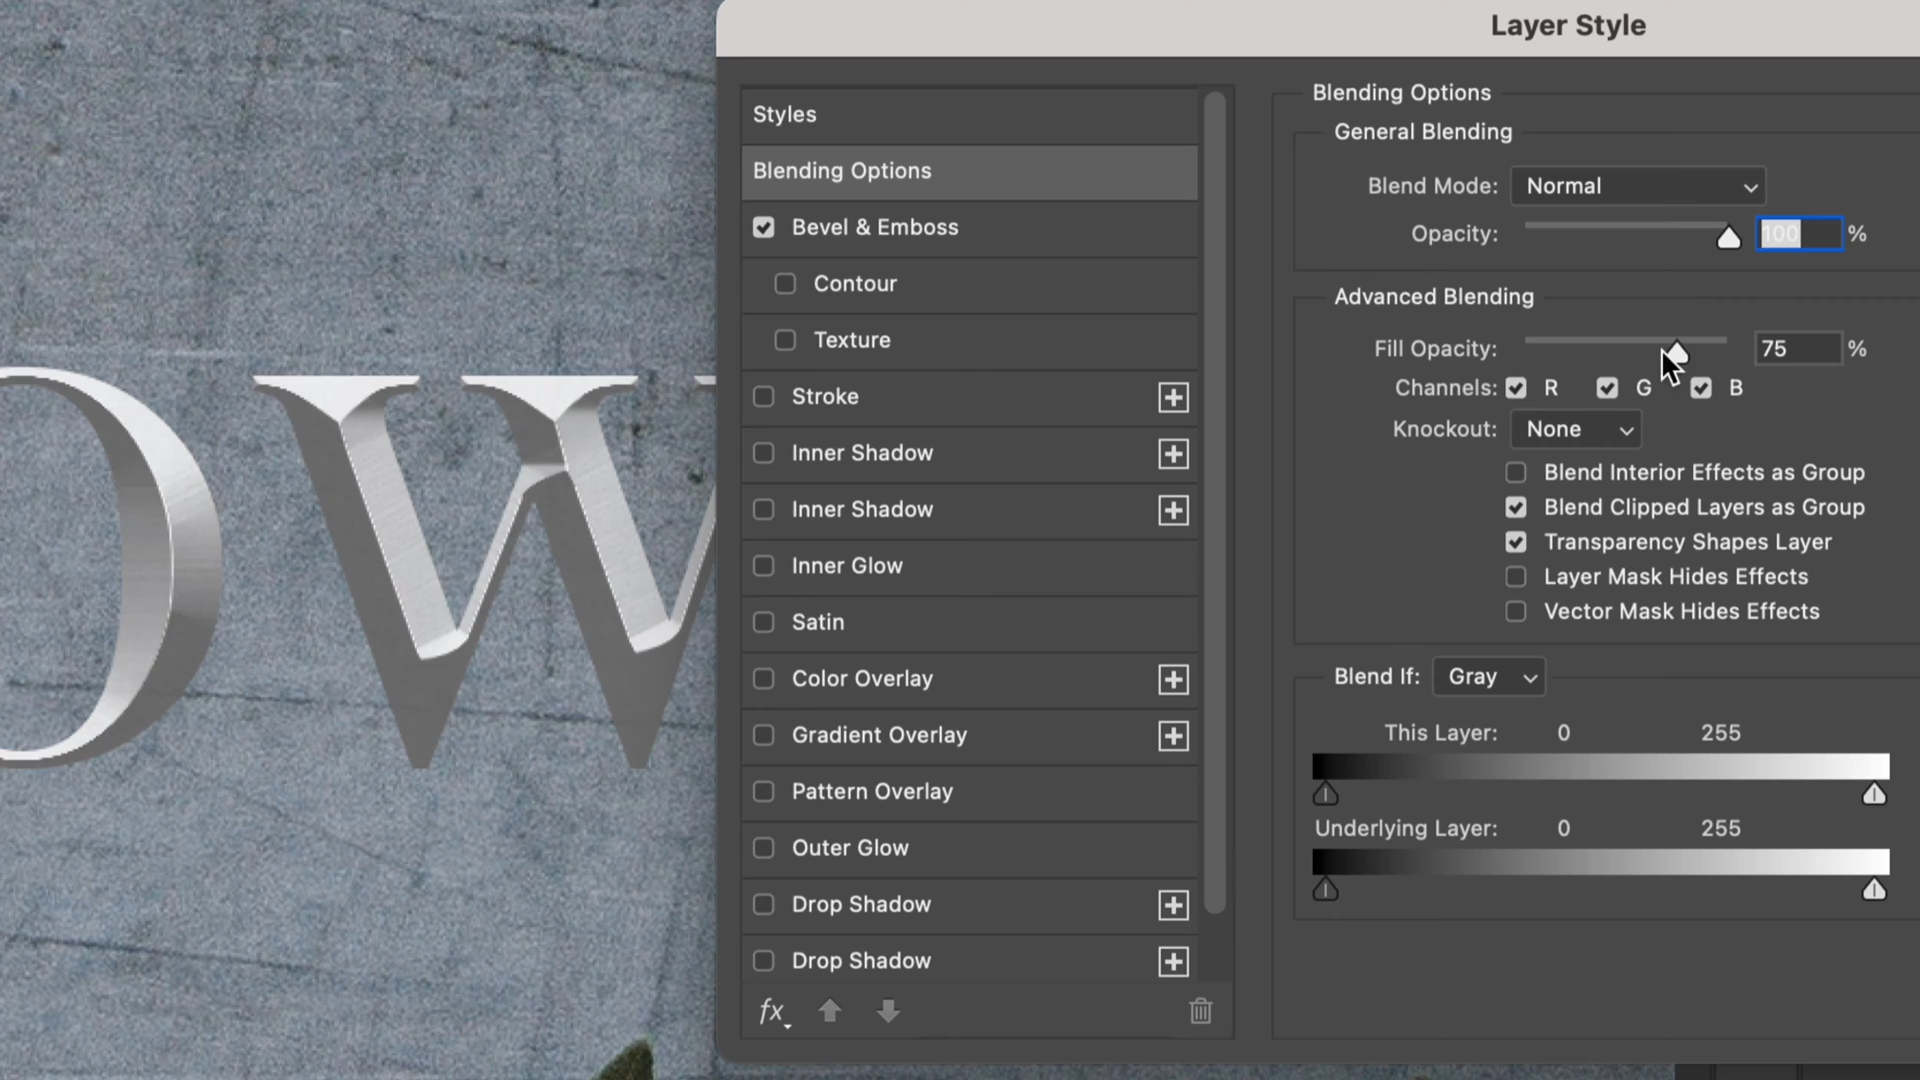 OW
Layer Style
Styles
Blending Options
Bevel & Emboss
Contour
Texture
Stroke
Inner Shadow
Inner Shadow
Inner Glow
Satin
Color Overlay
Gradient Overlay
Pattern Overlay
Outer Glow
Drop Shadow
Drop Shadow
fx
Blending Options
General Blending
Blend Mode: Normal
Opacity: 100 %
Advanced Blending
Fill Opacity: 75 %
Channels: R G B
Knockout: None
Blend Interior Effects as Group
Blend Clipped Layers as Group
Transparency Shapes Layer
Layer Mask Hides Effects
Vector Mask Hides Effects
Blend If: Gray
This Layer: 0 255
Underlying Layer: 0 255